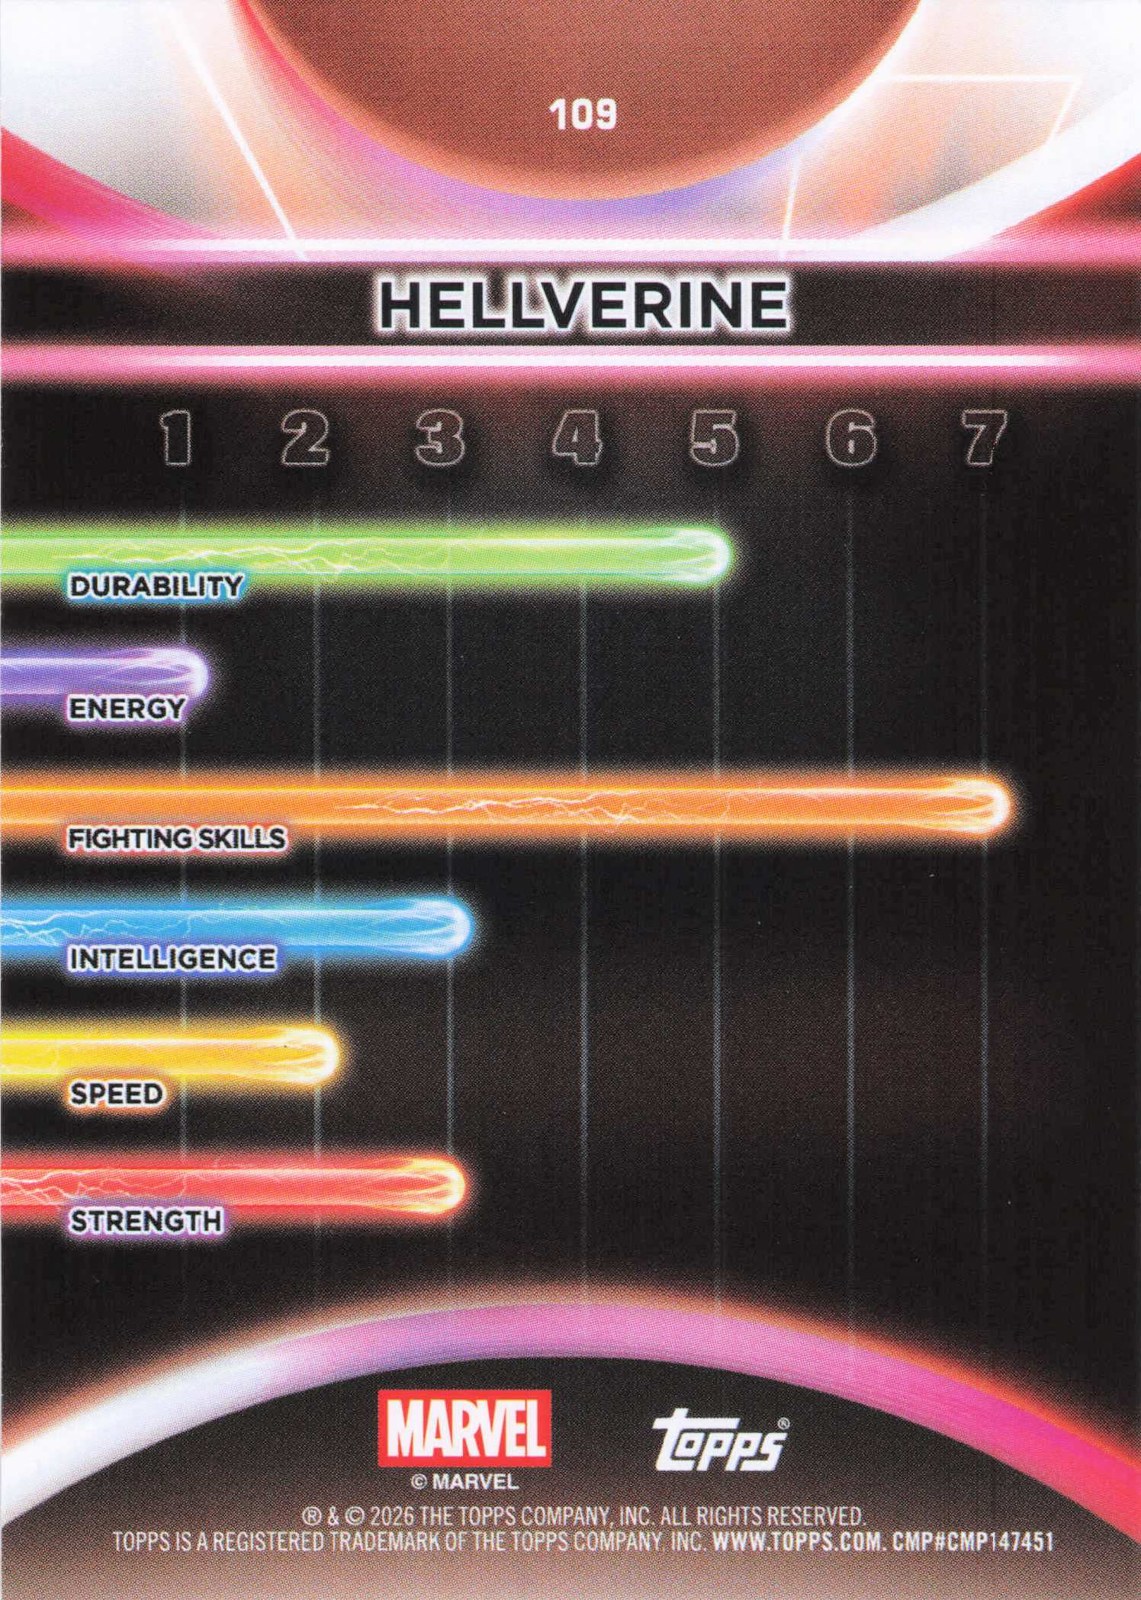 109
HELLVERINE
1 2 3 4 5 6 7
DURABILITY
ENERGY
FIGHTING SKILLS
INTELLIGENCE
SPEED
STRENGTH
MARVEL
© MARVEL
topps®
® & © 2026 THE TOPPS COMPANY, INC. ALL RIGHTS RESERVED.
TOPPS IS A REGISTERED TRADEMARK OF THE TOPPS COMPANY, INC. WWW.TOPPS.COM. CMP#CMP147451